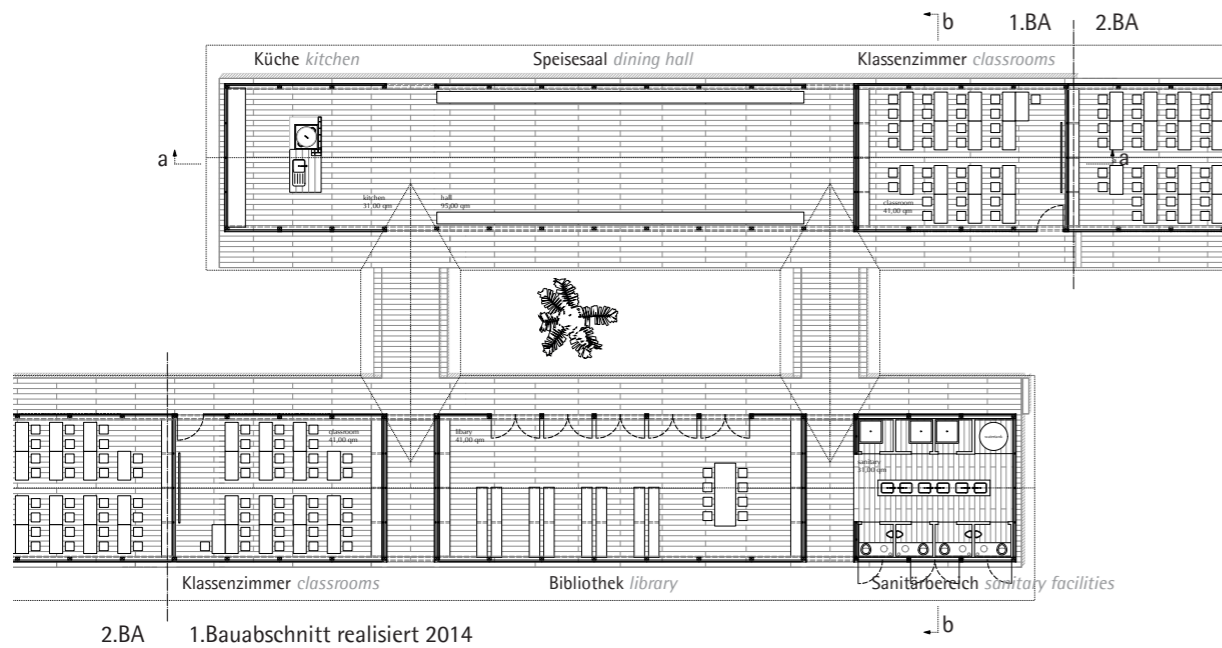 b
1.BA 2.BA
Küche kitchen
Speisesaal dining hall
Klassenzimmer classrooms
a
a
kitchen
31,00 qm
hall
95,00 qm
classroom
41,00 qm
classroom
41,00 qm
libary
41,00 qm
sanitary
31,00 qm
Klassenzimmer classrooms
Bibliothek library
Sanitärbereich sanitary facilities
2.BA
1.Bauabschnitt realisiert 2014
b